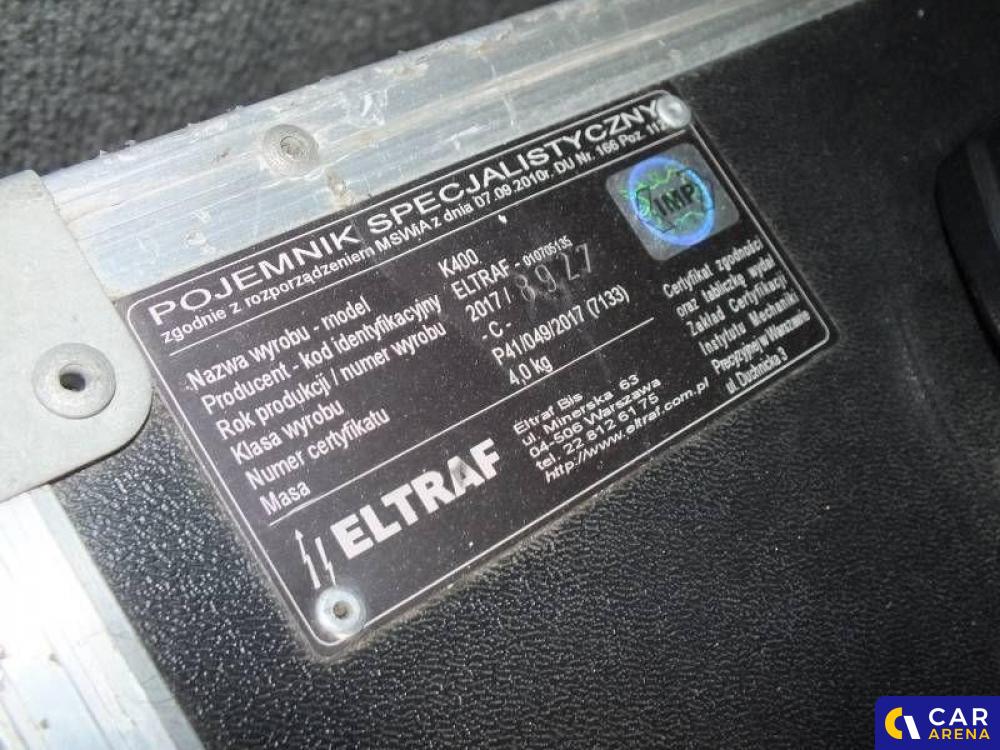 POJEMNIK SPECJALISTYCZNY
zgodnie z rozporządzeniem MSWiA z dnia 07.09.2010r. DU Nr. 166 Poz.
Nazwa wyrobu - model K400
Producent - kod identyfikacyjny ELTRAF - 010705135
Rok produkcji / numer wyrobu 2017 / 8927
Klasa wyrobu - C -
Numer certyfikatu P41/049/2017 (7133)
Masa 4,0 kg
IMP
Certyfikat zgodności
oraz tabliczkę wydał
Zakład Certyfikacji
Instytutu Mechaniki
Precyzyjnej w Warszawie
ul. Duchnicka 3
ELTRAF
Eltraf Bis
ul. Minerska 63
04-506 Warszawa
tel. 22 812 61 75
http://www.eltraf.com.pl
CAR
ARENA